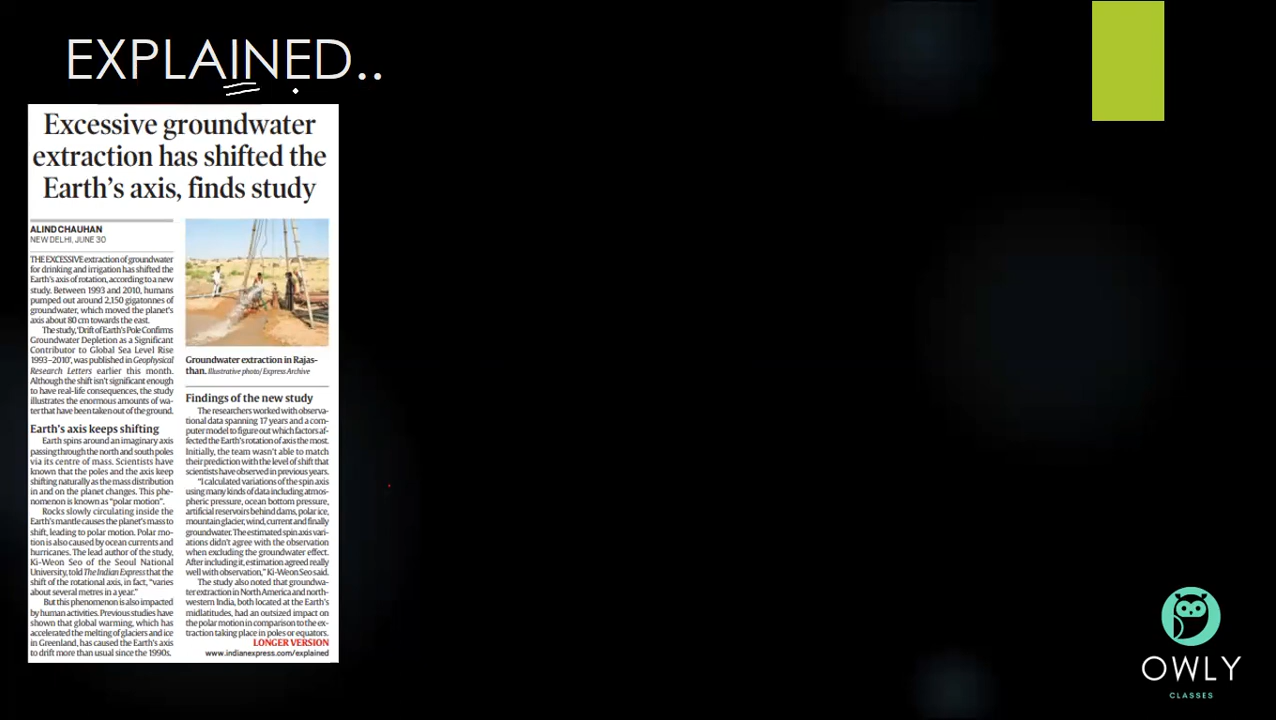 EXPLAINED..
Excessive groundwater
extraction has shifted the
Earth's axis, finds study
ALIND CHAUHAN
NEW DELHI, JUNE 30
THE EXCESSIVE extraction of groundwater
for drinking and irrigation has shifted the
Earth's axis of rotation, according to a new
study. Between 1993 and 2010, humans
pumped out around 2,150 gigatonnes of
groundwater, which moved the planet's
axis about 80 cm towards the east.
The study, 'Drift of Earth's Pole Confirms
Groundwater Depletion as a Significant
Contributor to Global Sea Level Rise
1993–2010', was published in Geophysical
Research Letters earlier this month.
Although the shift isn't significant enough
to have real-life consequences, the study
illustrates the enormous amounts of wa-
ter that have been taken out of the ground.
Earth's axis keeps shifting
Earth spins around an imaginary axis
passing through the north and south poles
via its centre of mass. Scientists have
known that the poles and the axis keep
shifting naturally as the mass distribution
in and on the planet changes. This phe-
nomenon is known as "polar motion".
Rocks slowly circulating inside the
Earth's mantle causes the planet's mass to
shift, leading to polar motion. Polar mo-
tion is also caused by ocean currents and
hurricanes. The lead author of the study,
Ki-Weon Seo of the Seoul National
University, told The Indian Express that the
shift of the rotational axis, in fact, "varies
about several metres in a year."
But this phenomenon is also impacted
by human activities. Previous studies have
shown that global warming, which has
accelerated the melting of glaciers and ice
in Greenland, has caused the Earth's axis
to drift more than usual since the 1990s.
Groundwater extraction in Rajas-
than. Illustrative photo/ Express Archive
Findings of the new study
The researchers worked with observa-
tional data spanning 17 years and a com-
puter model to figure out which factors af-
fected the Earth's rotation of axis the most.
Initially, the team wasn't able to match
their prediction with the level of shift that
scientists have observed in previous years.
"I calculated variations of the spin axis
using many kinds of data including atmos-
pheric pressure, ocean bottom pressure,
artificial reservoirs behind dams, polar ice,
mountain glacier, wind, current and finally
groundwater. The estimated spin axis vari-
ations didn't agree with the observation
when excluding the groundwater effect.
After including it, estimation agreed really
well with observation," Ki-Weon Seo said.
The study also noted that groundwa-
ter extraction in North America and north-
western India, both located at the Earth's
midlatitudes, had an outsized impact on
the polar motion in comparison to the ex-
traction taking place in poles or equators.
LONGER VERSION
www.indianexpress.com/explained
OWLY
CLASSES